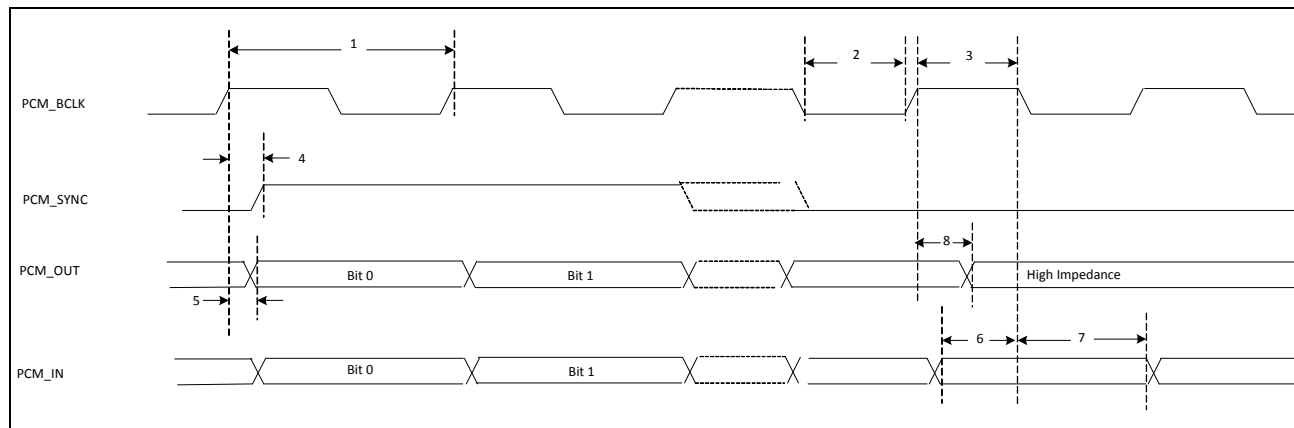 1
2
3
PCM_BCLK
4
PCM_SYNC
8
PCM_OUT
Bit 0
Bit 1
High Impedance
5
6
7
PCM_IN
Bit 0
Bit 1